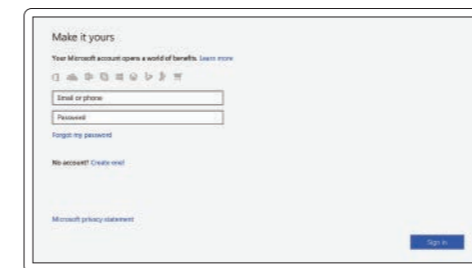 Make it yours
Your Microsoft account opens a world of benefits. Learn more
Email or phone
Password
Forgot my password
No account? Create one!
Microsoft privacy statement
Sign in